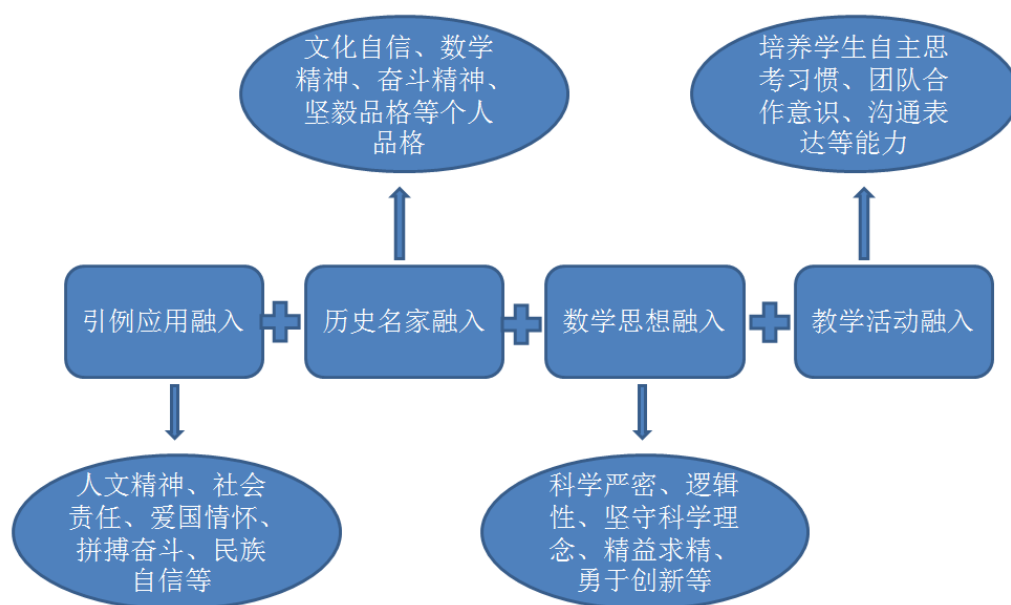 文化自信、数学
精神、奋斗精神、
坚毅品格等个人
品格
培养学生自主思
考习惯、团队合
作意识、沟通表
达等能力
引例应用融入
历史名家融入
数学思想融入
教学活动融入
人文精神、社会
责任、爱国情怀、
拼搏奋斗、民族
自信等
科学严密、逻辑
性、坚守科学理
念、精益求精、
勇于创新等